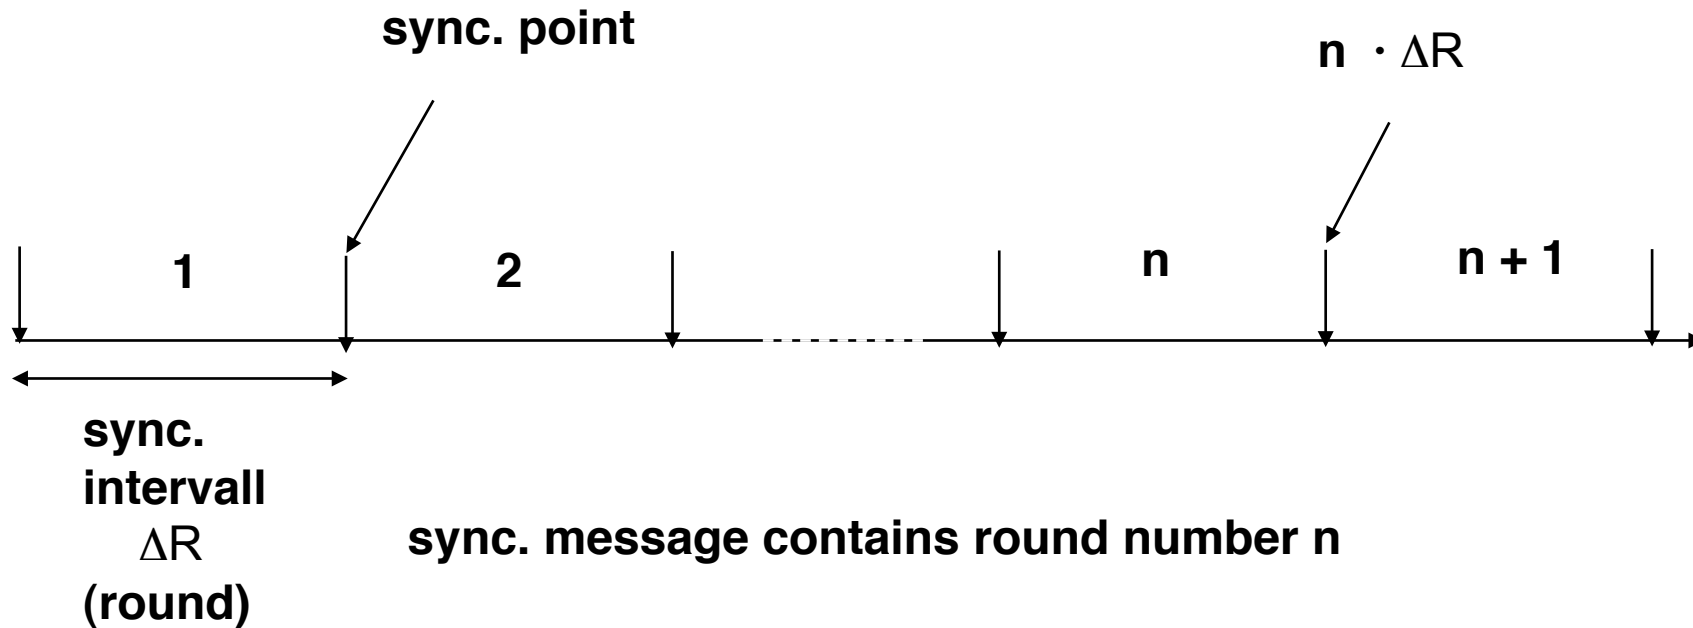 sync. point
n · ΔR
1
2
n
n + 1
sync.
intervall
ΔR
(round)
sync. message contains round number n